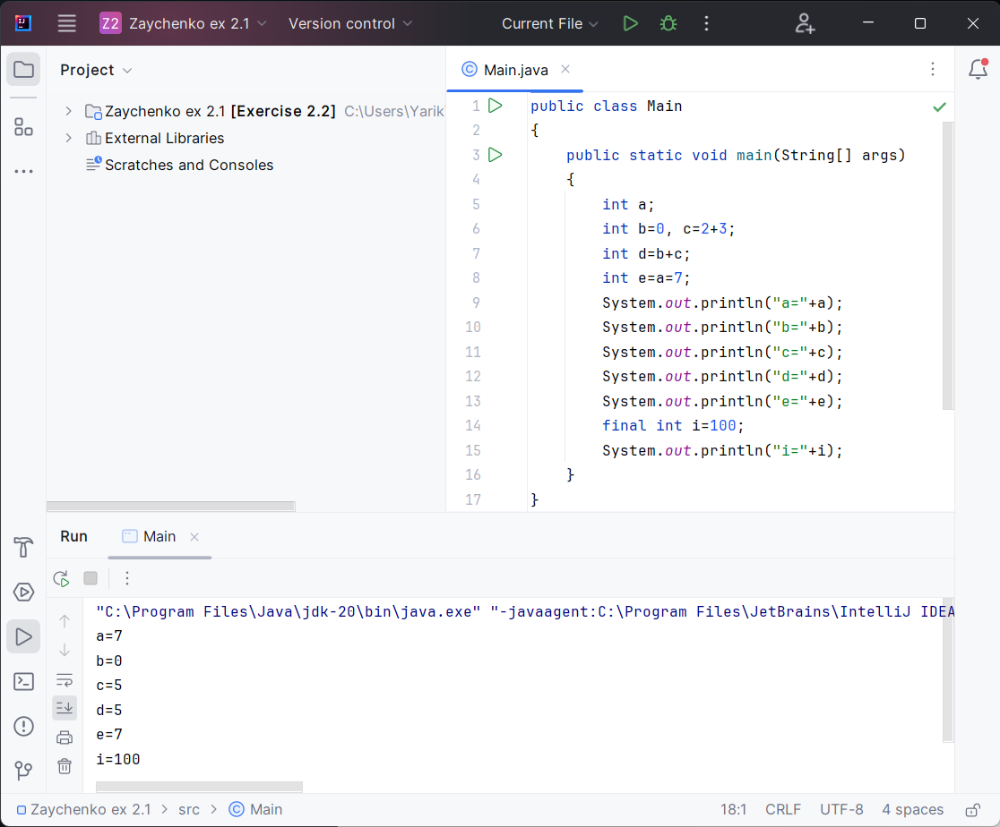 Z2 Zaychenko ex 2.1 Version control Current File
Project
Zaychenko ex 2.1 [Exercise 2.2] C:\Users\Yarik
External Libraries
Scratches and Consoles
Main.java
1 public class Main
2 {
3 public static void main(String[] args)
4 {
5 int a;
6 int b=0, c=2+3;
7 int d=b+c;
8 int e=a=7;
9 System.out.println("a="+a);
10 System.out.println("b="+b);
11 System.out.println("c="+c);
12 System.out.println("d="+d);
13 System.out.println("e="+e);
14 final int i=100;
15 System.out.println("i="+i);
16 }
17 }
Run Main
"C:\Program Files\Java\jdk-20\bin\java.exe" "-javaagent:C:\Program Files\JetBrains\IntelliJ IDEA
a=7
b=0
c=5
d=5
e=7
i=100
Zaychenko ex 2.1 > src > Main 18:1 CRLF UTF-8 4 spaces